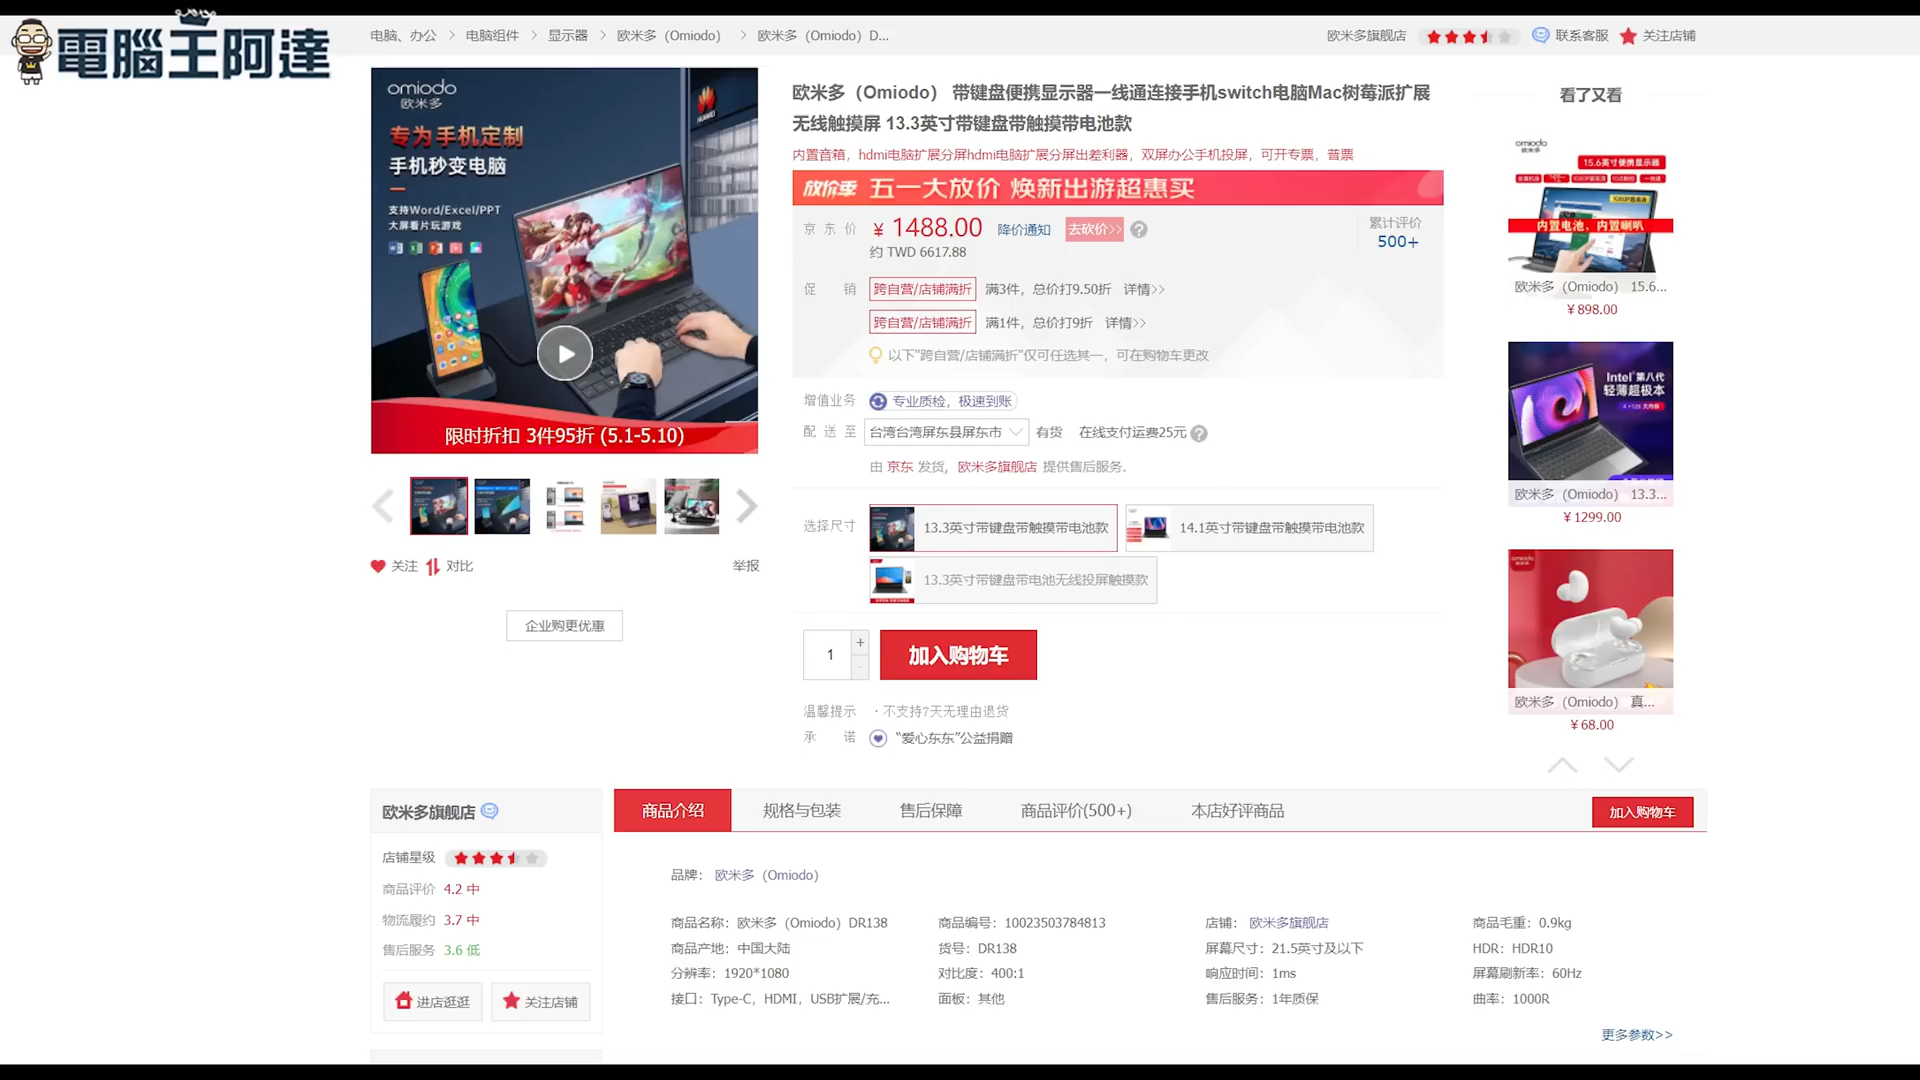 電腦王阿達
电脑、办公 > 电脑组件 > 显示器 > 欧米多（Omiodo） > 欧米多（Omiodo）D...
欧米多旗舰店 联系客服 关注店铺
omiodo
欧米多
专为手机定制
手机秒变电脑
支持Word/Excel/PPT
大屏看片玩游戏
HUAWEI
限时折扣 3件95折 (5.1-5.10)
关注 对比 举报
企业购更优惠
欧米多（Omiodo） 带键盘便携显示器一线通连接手机switch电脑Mac树莓派扩展
无线触摸屏 13.3英寸带键盘带触摸带电池款
内置音箱，hdmi电脑扩展分屏hdmi电脑扩展分屏出差利器，双屏办公手机投屏，可开专票，普票
放价季 五一大放价 焕新出游超惠买
京东价 ￥1488.00 降价通知 去砍价>> ?
约 TWD 6617.88
累计评价
500+
促销 跨自营/店铺满折 满3件，总价打9.50折 详情>>
跨自营/店铺满折 满1件，总价打9折 详情>>
以下"跨自营/店铺满折"仅可任选其一，可在购物车更改
增值业务 专业质检，极速到账
配送至 台湾台湾屏东县屏东市 有货 在线支付运费25元 ?
由 京东 发货，欧米多旗舰店 提供售后服务.
选择尺寸 13.3英寸带键盘带触摸带电池款 14.1英寸带键盘带触摸带电池款
13.3英寸带键盘带电池无线投屏触摸款
1 + - 加入购物车
温馨提示 ·不支持7天无理由退货
承诺 "爱心东东"公益捐赠
看了又看
omiodo
欧米多
15.6英寸便携显示器
内置电池，内置喇叭
欧米多（Omiodo） 15.6...
￥898.00
Intel 第八代
轻薄超极本
欧米多（Omiodo） 13.3...
￥1299.00
omiodo
欧米多（Omiodo） 真...
￥68.00
欧米多旗舰店
店铺星级
商品评价 4.2 中
物流履约 3.7 中
售后服务 3.6 低
进店逛逛 关注店铺
商品介绍 规格与包装 售后保障 商品评价(500+) 本店好评商品 加入购物车
品牌： 欧米多（Omiodo）
商品名称：欧米多（Omiodo）DR138 商品编号：10023503784813 店铺： 欧米多旗舰店 商品毛重：0.9kg
商品产地：中国大陆 货号：DR138 屏幕尺寸：21.5英寸及以下 HDR：HDR10
分辨率：1920*1080 对比度：400:1 响应时间：1ms 屏幕刷新率：60Hz
接口：Type-C，HDMI，USB扩展/充... 面板：其他 售后服务：1年质保 曲率：1000R
更多参数>>